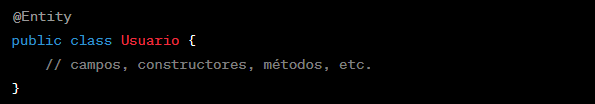 @Entity
public class Usuario {
    // campos, constructores, métodos, etc.
}